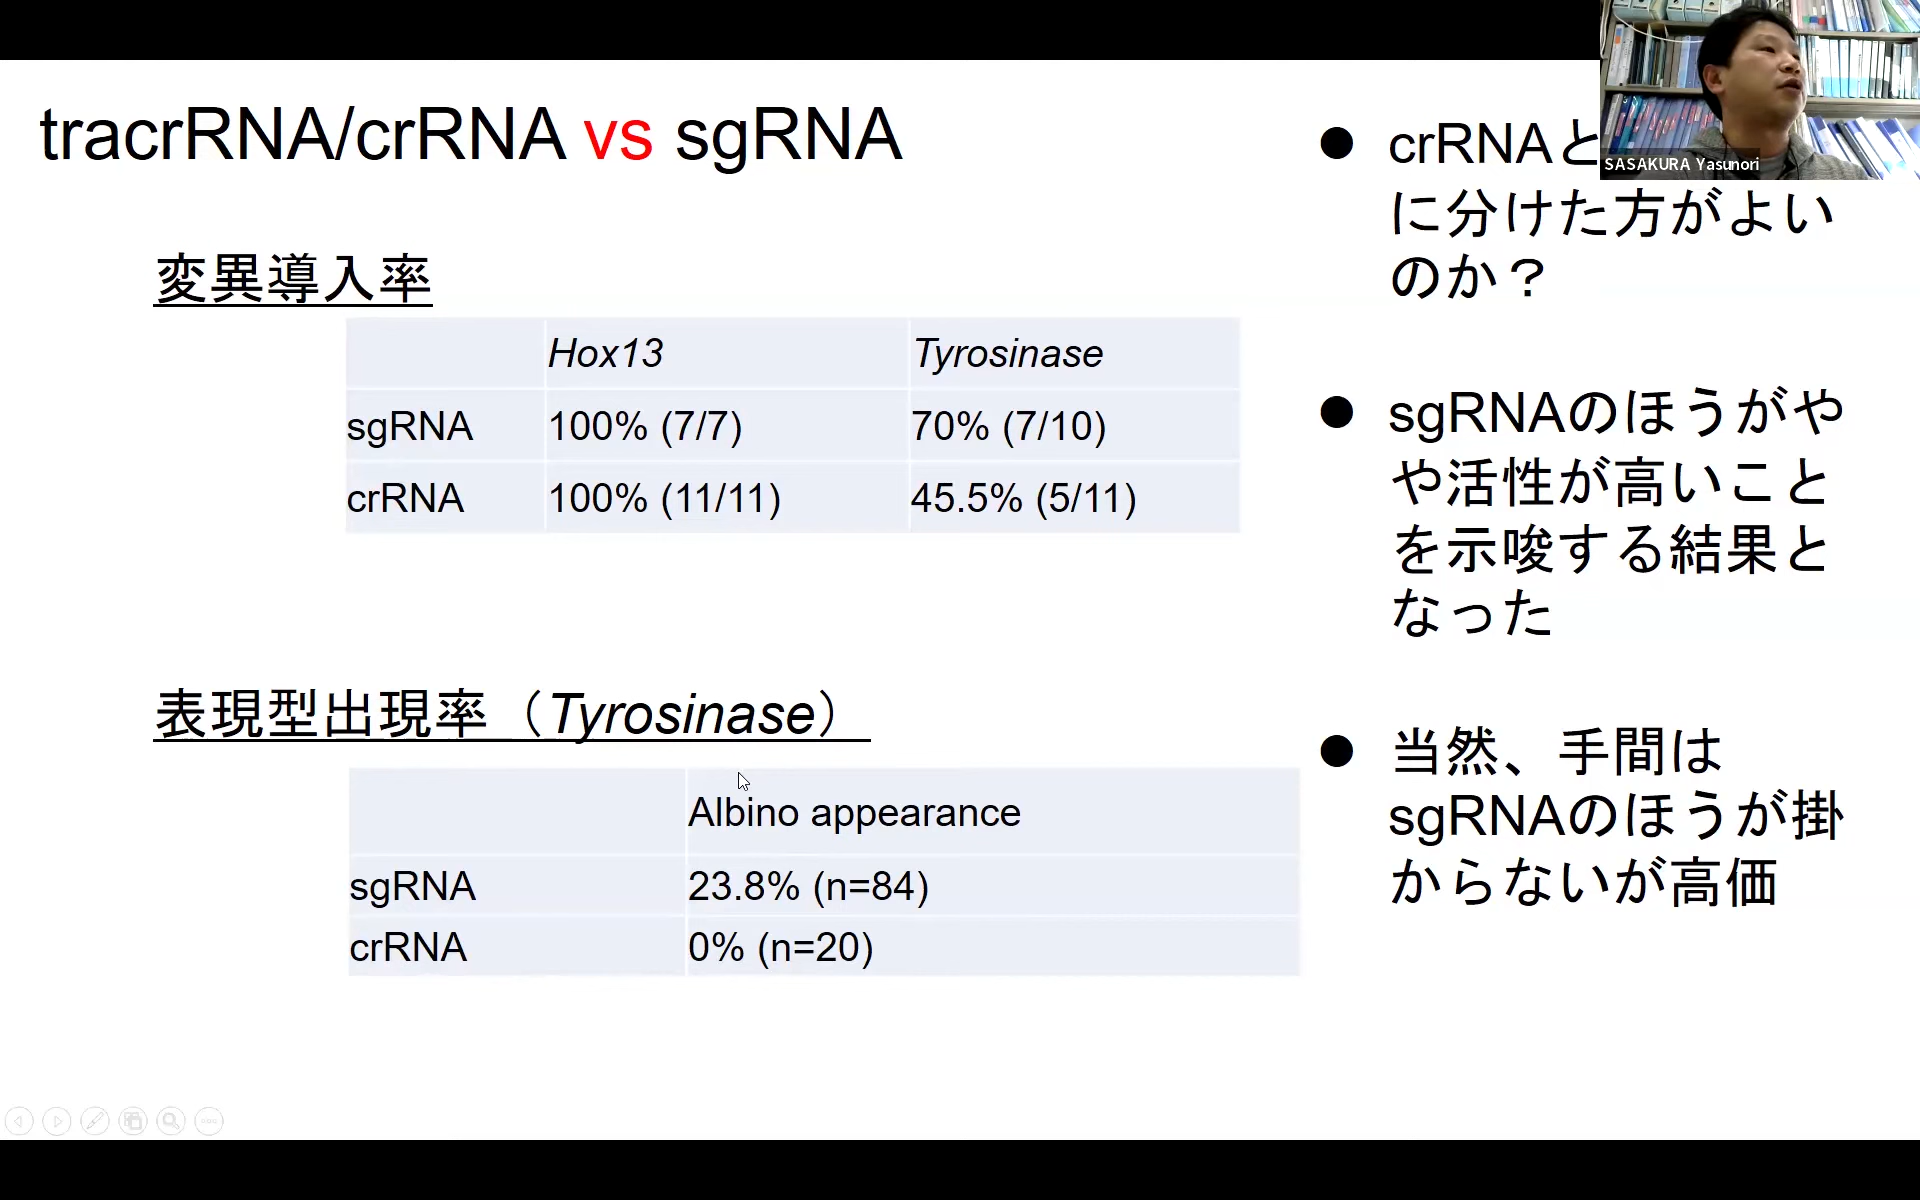 tracrRNA/crRNA vs sgRNA
変異導入率
Hox13 Tyrosinase
sgRNA 100% (7/7) 70% (7/10)
crRNA 100% (11/11) 45.5% (5/11)
表現型出現率（Tyrosinase）
Albino appearance
sgRNA 23.8% (n=84)
crRNA 0% (n=20)
● crRNAと
に分けた方がよい
のか？
● sgRNAのほうがや
や活性が高いこと
を示唆する結果と
なった
● 当然、手間は
sgRNAのほうが掛
からないが高価
SASAKURA Yasunori